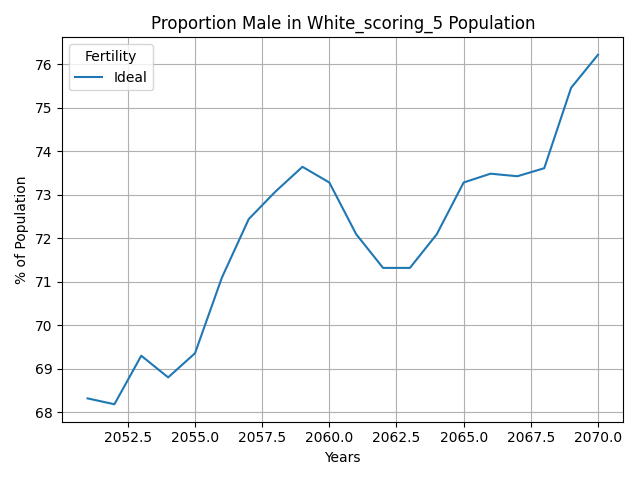 Proportion Male in White_scoring_5 Population
Fertility
Ideal
76
75
74
73
72
71
70
69
68
% of Population
2052.5 2055.0 2057.5 2060.0 2062.5 2065.0 2067.5 2070.0
Years